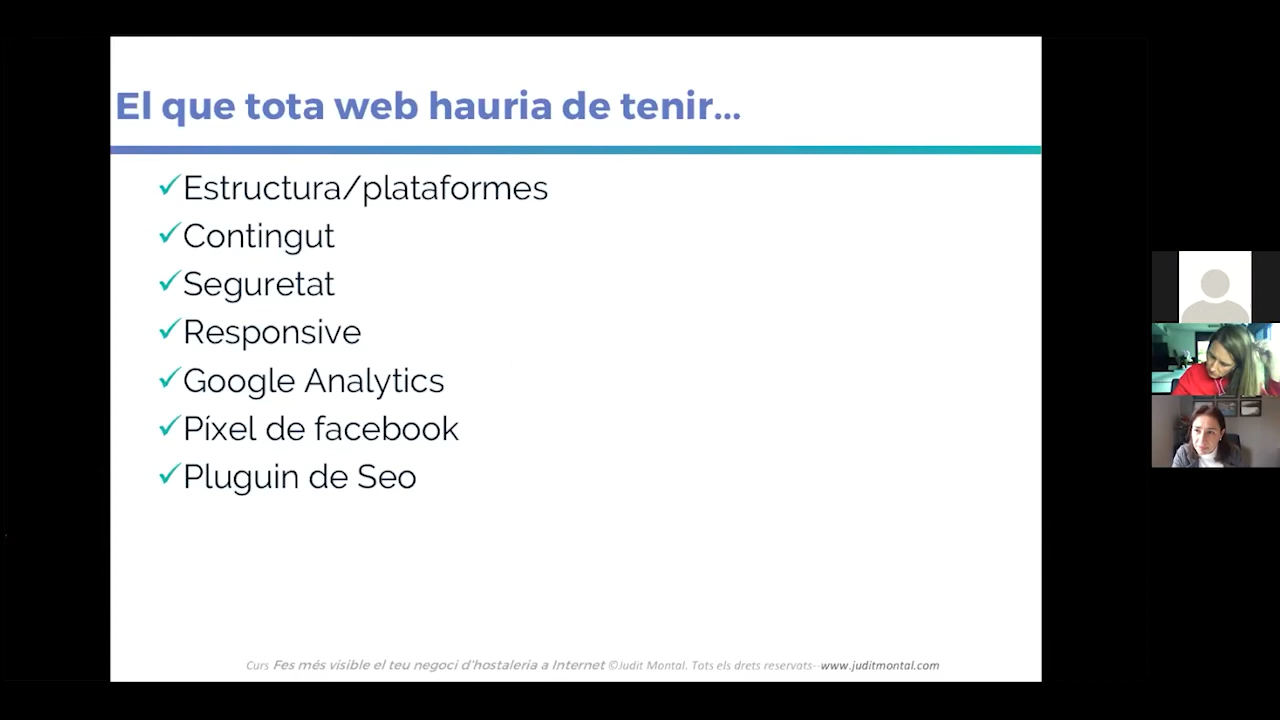 El que tota web hauria de tenir...
✓Estructura/plataformes
✓Contingut
✓Seguretat
✓Responsive
✓Google Analytics
✓Píxel de facebook
✓Pluguin de Seo
Curs Fes més visible el teu negoci d'hostaleria a Internet ©Judit Montal. Tots els drets reservats--www.juditmontal.com